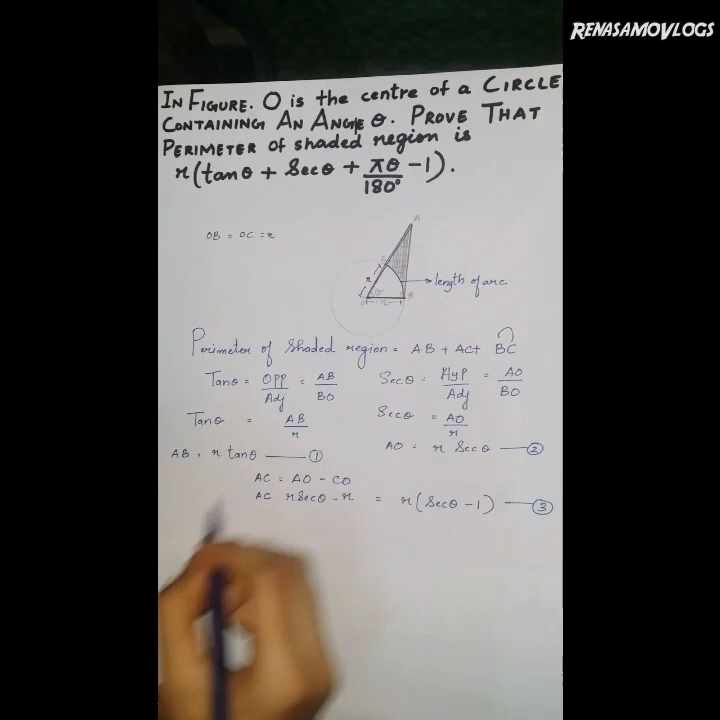 RENASAMOVLOGS
IN FIGURE. O is the centre of a CIRCLE
CONTAINING AN ANGLE θ. PROVE THAT
PERIMETER of shaded region is
r(tanθ + Secθ + πθ/180° - 1).
OB = OC = r
A
C
r
θ
O
r
B
length of arc
Perimeter of Shaded region = AB + AC + BC
Tanθ = Opp/Adj = AB/BO
Secθ = Hyp/Adj = AO/BO
Tanθ = AB/r
Secθ = AO/r
AB = r tanθ ——— ①
AO = r Secθ —— ②
AC = AO - CO
AC rSecθ - r = r(Secθ - 1) —— ③